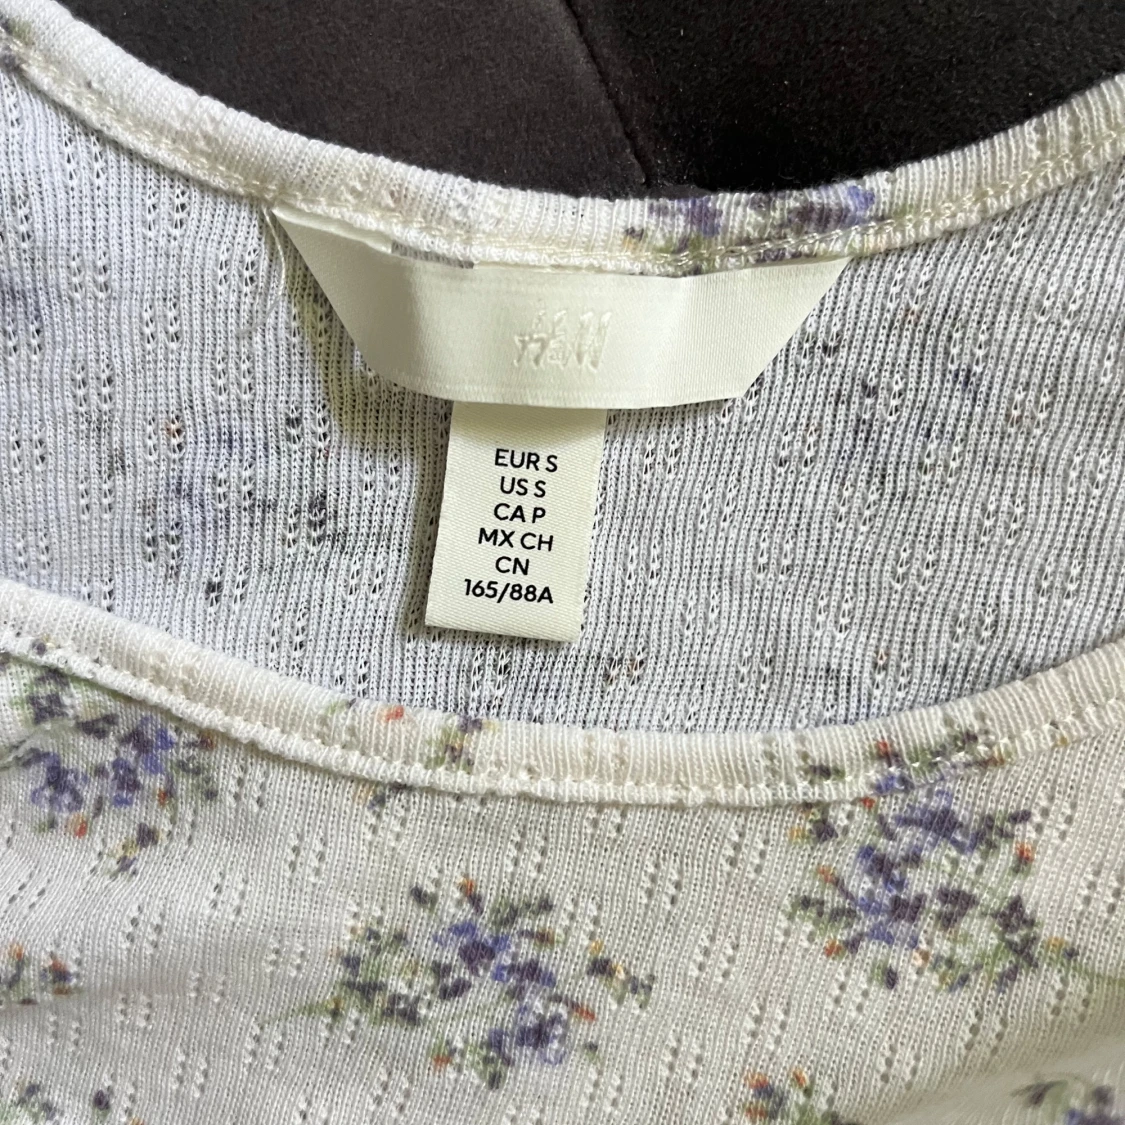 H&M
EUR S
US S
CA P
MX CH
CN
165/88A